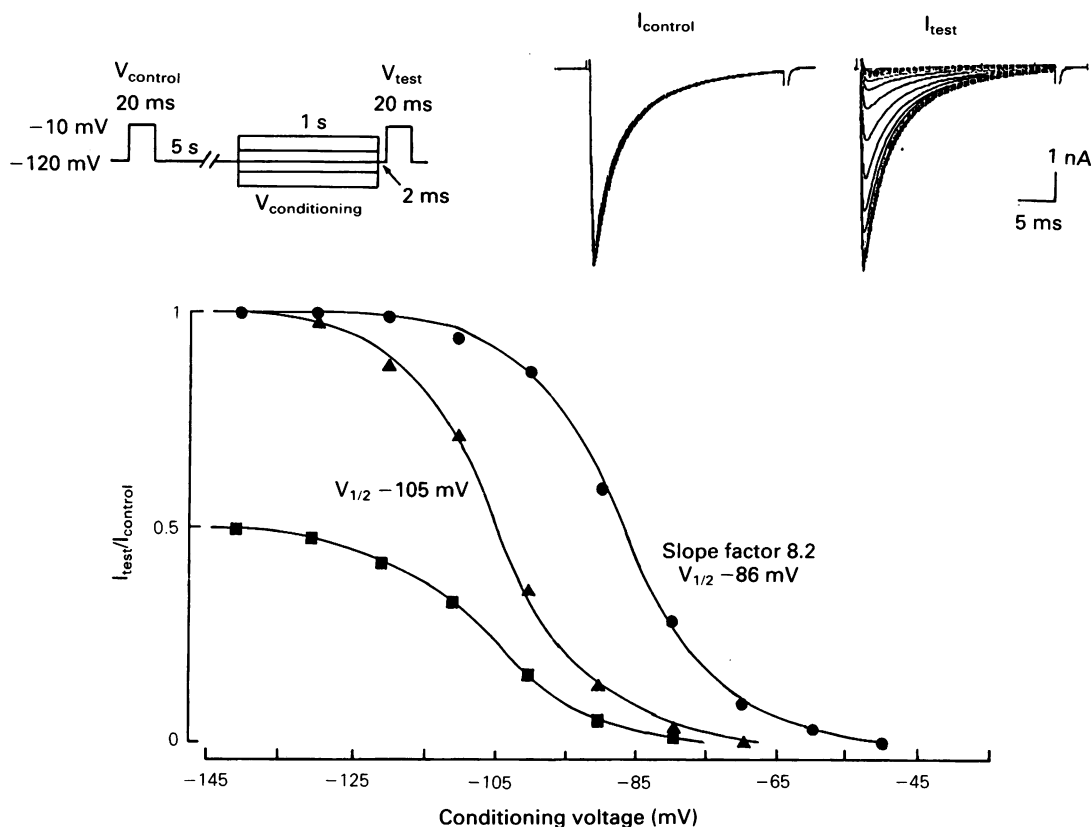 V_control
20 ms
−10 mV
−120 mV
5 s
1 s
V_conditioning
V_test
20 ms
2 ms
I_control
I_test
1 nA
5 ms
I_test/I_control
1
0.5
0
V_1/2 −105 mV
Slope factor 8.2
V_1/2 −86 mV
−145
−125
−105
−85
−65
−45
Conditioning voltage (mV)